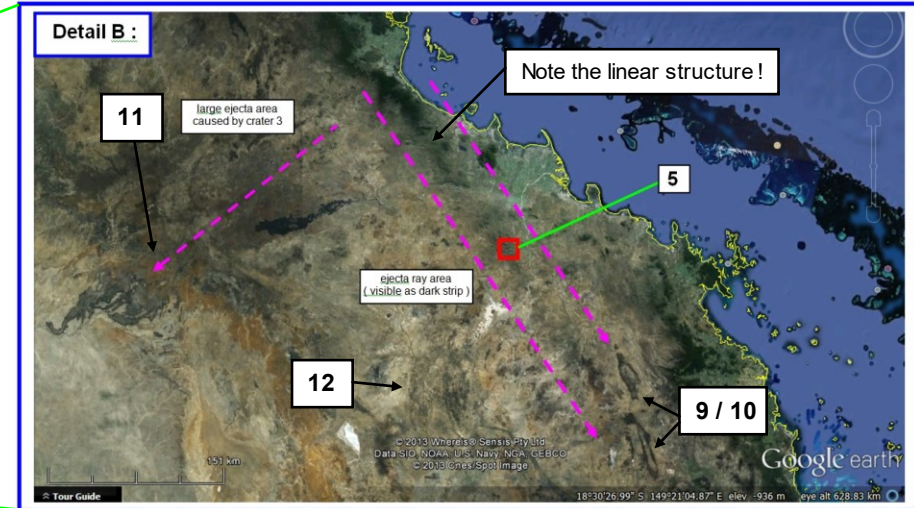 Detail B :
Note the linear structure !
large ejecta area
caused by crater 3
11
5
ejecta ray area
( visible as dark strip )
12
9 / 10
© 2013 Whereis® Sensis Pty Ltd
Data SIO, NOAA, U.S. Navy, NGA, GEBCO
© 2013 Cnes/Spot Image
151 km
Google earth
Tour Guide
18°30'26.99" S 149°21'04.87" E elev -936 m eye alt 628.83 km